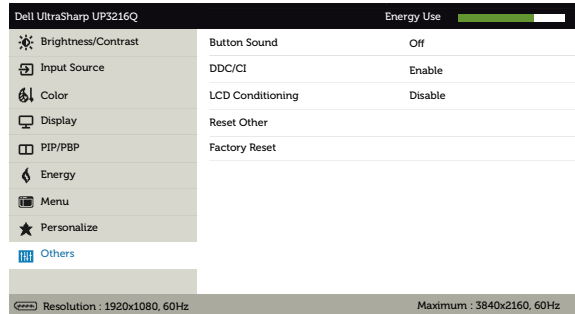 Dell UltraSharp UP3216Q Energy Use
Brightness/Contrast Button Sound Off
Input Source DDC/CI Enable
Color LCD Conditioning Disable
Display Reset Other
PIP/PBP Factory Reset
Energy
Menu
Personalize
Others
Resolution : 1920x1080, 60Hz Maximum : 3840x2160, 60Hz